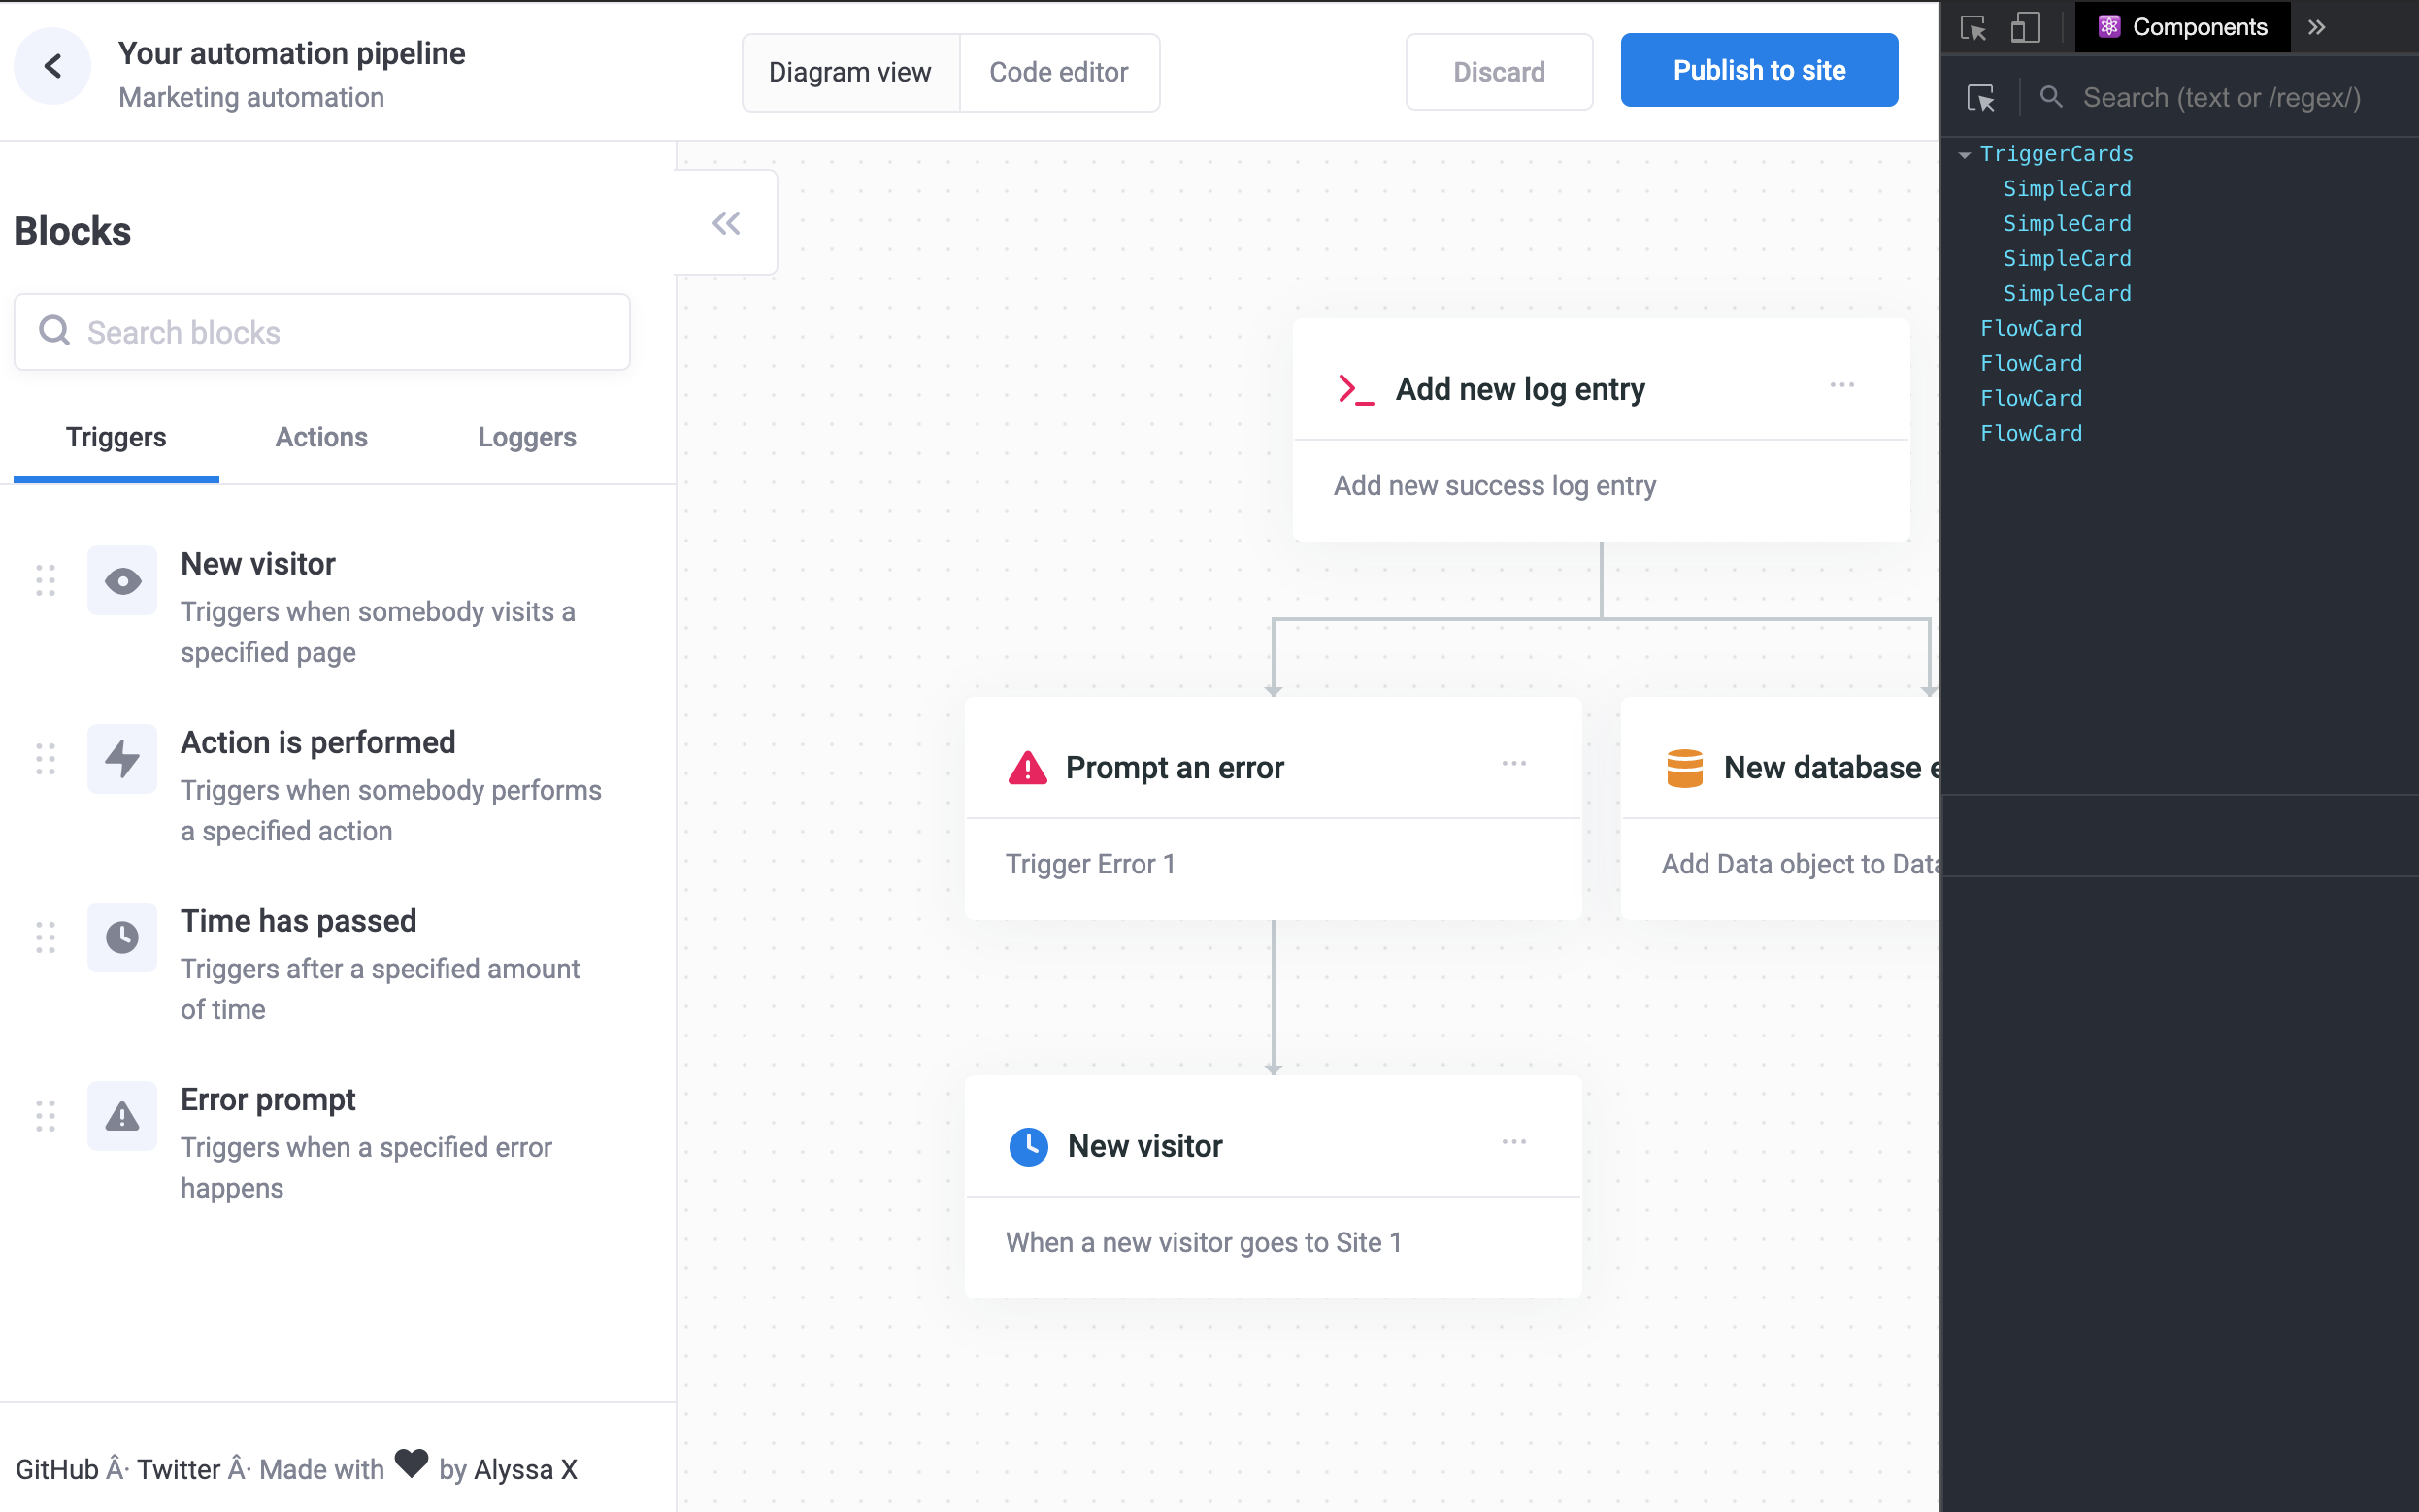 Your automation pipeline
Marketing automation
Diagram view
Code editor
Discard
Publish to site
Blocks
Search blocks
Triggers
Actions
Loggers
New visitor
Triggers when somebody visits a
specified page
Action is performed
Triggers when somebody performs
a specified action
Time has passed
Triggers after a specified amount
of time
Error prompt
Triggers when a specified error
happens
GitHub Â· Twitter Â· Made with by Alyssa X
Add new log entry
Add new success log entry
Prompt an error
Trigger Error 1
New database e
Add Data object to Data
New visitor
When a new visitor goes to Site 1
Components
Search (text or /regex/)
TriggerCards
SimpleCard
SimpleCard
SimpleCard
SimpleCard
FlowCard
FlowCard
FlowCard
FlowCard